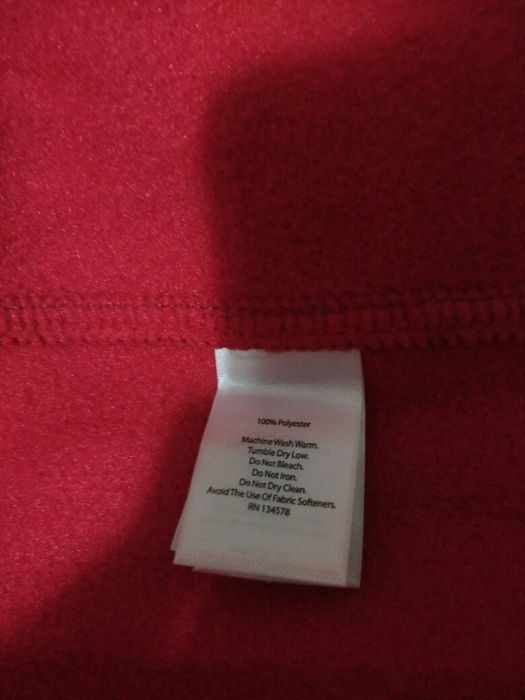 100% Polyester
Machine Wash Warm.
Tumble Dry Low.
Do Not Bleach.
Do Not Iron.
Do Not Dry Clean.
Avoid The Use Of Fabric Softeners.
RN 134578